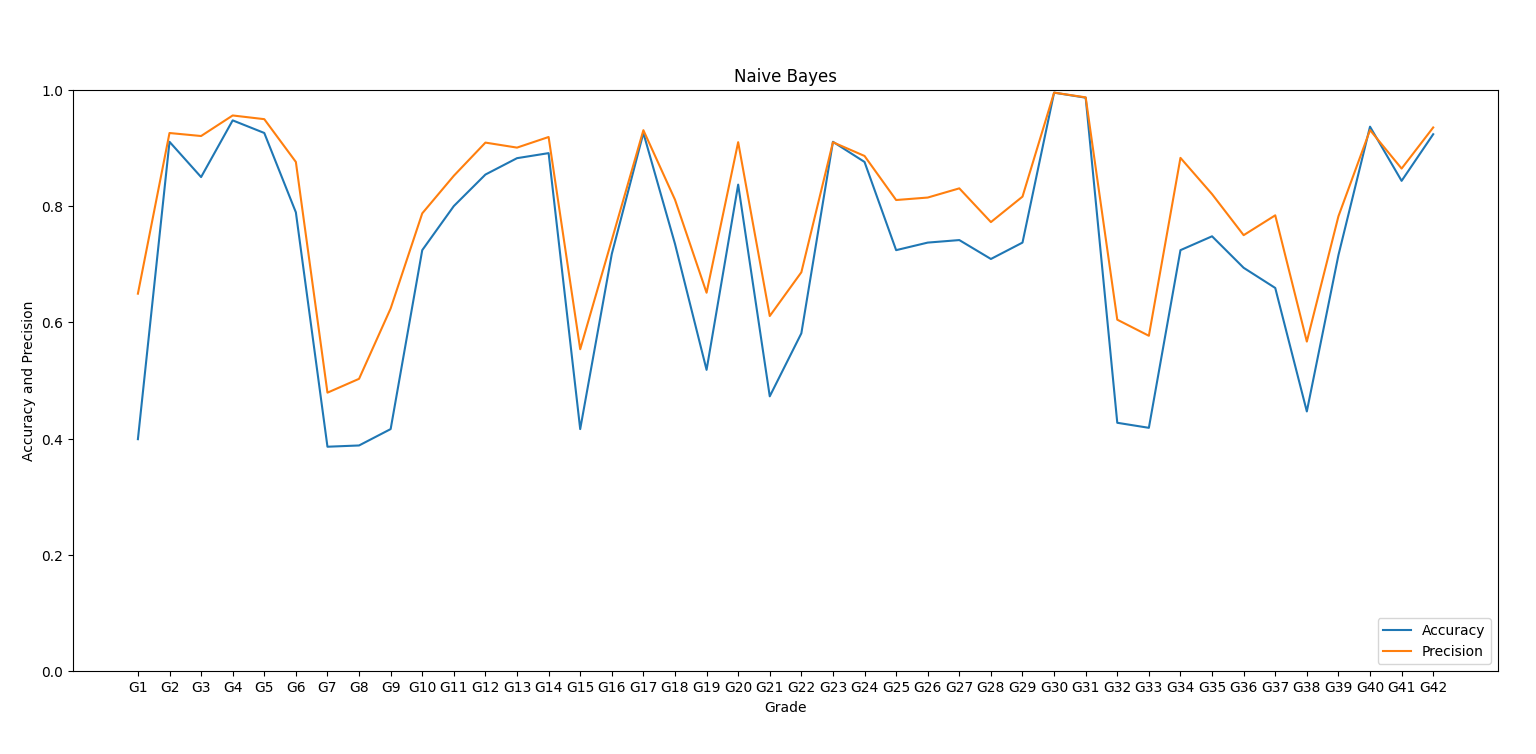 Naive Bayes
1.0
0.8
0.6
0.4
0.2
0.0
Accuracy and Precision
Accuracy
Precision
G1 G2 G3 G4 G5 G6 G7 G8 G9 G10 G11 G12 G13 G14 G15 G16 G17 G18 G19 G20 G21 G22 G23 G24 G25 G26 G27 G28 G29 G30 G31 G32 G33 G34 G35 G36 G37 G38 G39 G40 G41 G42
Grade